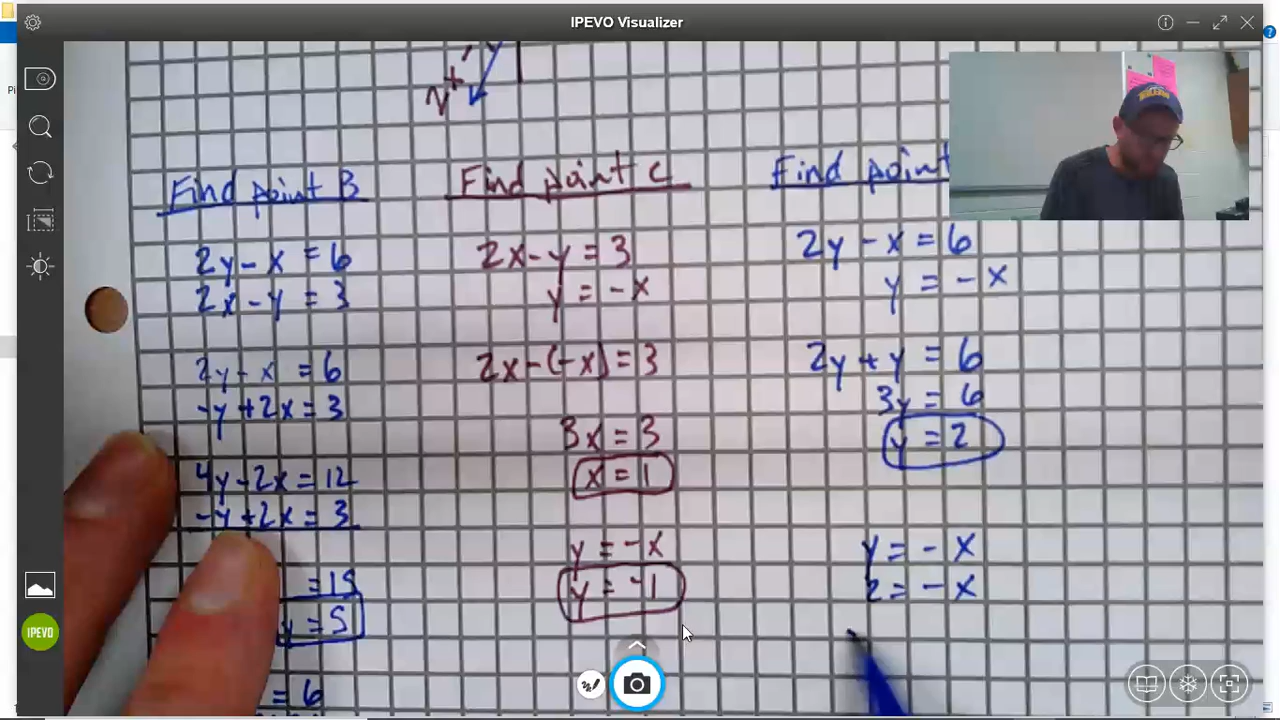 IPEVO Visualizer
Find point B
2y - x = 6
2x - y = 3
2y - x = 6
-y + 2x = 3
4y - 2x = 12
-y + 2x = 3
= 15
y = 5
= 6
Find point C
2x - y = 3
y = -x
2x - (-x) = 3
3x = 3
x = 1
y = -x
y = -1
Find point
2y - x = 6
y = -x
2y + y = 6
3y = 6
y = 2
y = -x
2 = -x
IPEVO